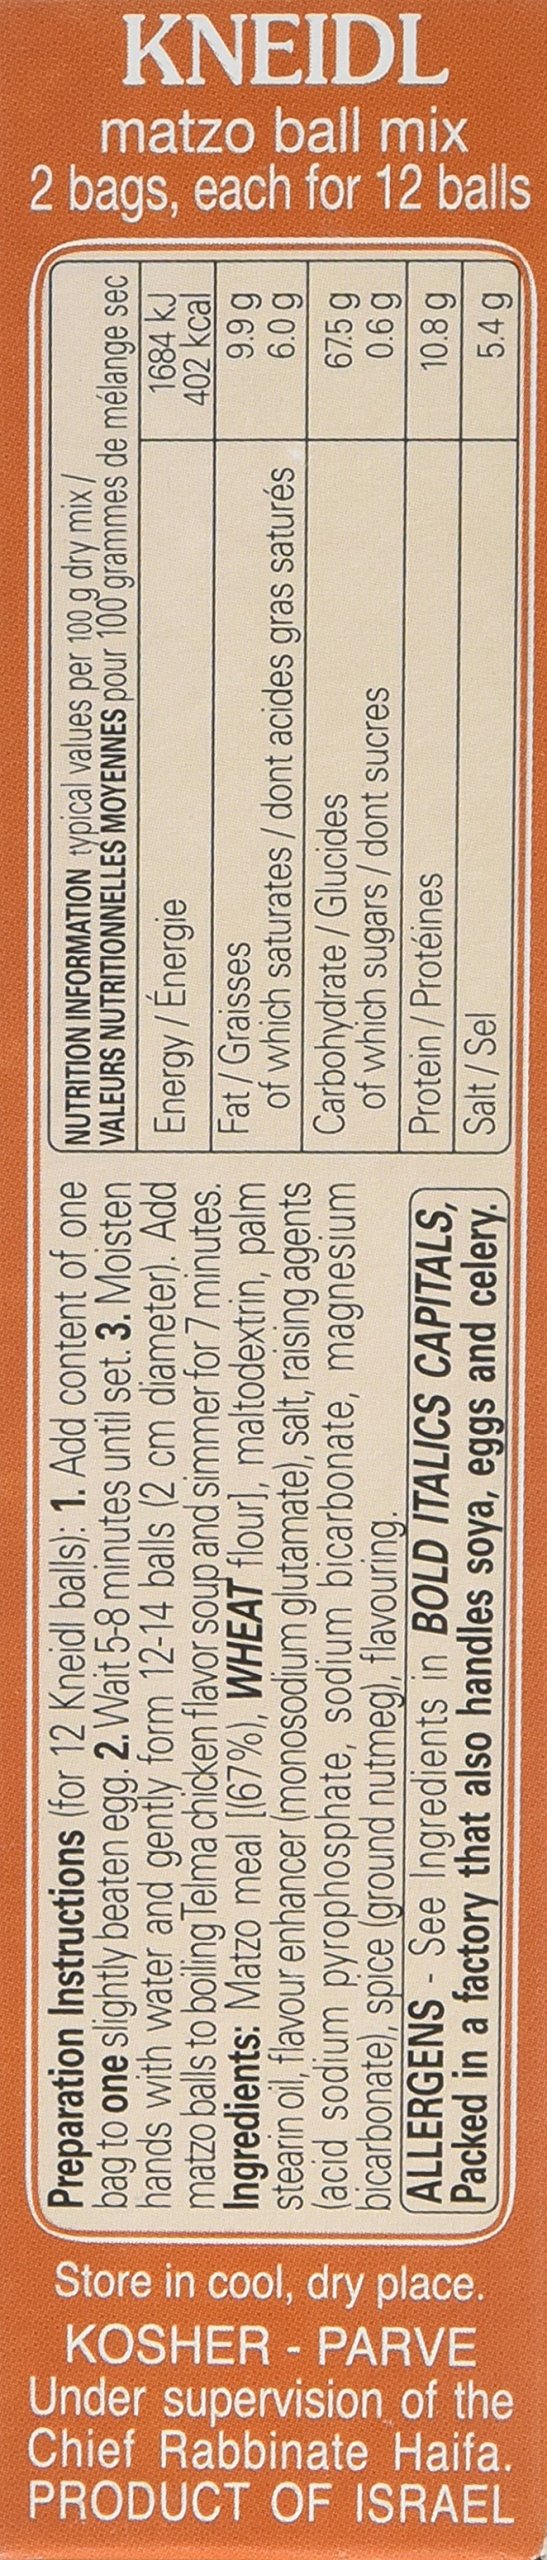 KNEIDL
matzo ball mix
2 bags, each for 12 balls
Preparation Instructions (for 12 Kneidl balls): 1. Add content of one
bag to one slightly beaten egg. 2. Wait 5-8 minutes until set. 3. Moisten
hands with water and gently form 12-14 balls (2 cm diameter). Add
matzo balls to boiling Telma chicken flavor soup and simmer for 7 minutes.
Ingredients: Matzo meal [(67%), WHEAT flour], maltodextrin, palm
stearin oil, flavour enhancer (monosodium glutamate), salt, raising agents
(acid sodium pyrophosphate, sodium bicarbonate, magnesium
bicarbonate), spice (ground nutmeg), flavouring.
ALLERGENS - See Ingredients in BOLD ITALICS CAPITALS,
Packed in a factory that also handles soya, eggs and celery.
NUTRITION INFORMATION typical values per 100 g dry mix /
VALEURS NUTRITIONNELLES MOYENNES pour 100 grammes de mélange sec
Energy / Énergie 1684 kJ
402 kcal
Fat / Graisses 9.9 g
of which saturates / dont acides gras saturés 6.0 g
Carbohydrate / Glucides 67.5 g
of which sugars / dont sucres 0.6 g
Protein / Protéines 10.8 g
Salt / Sel 5.4 g
Store in cool, dry place.
KOSHER - PARVE
Under supervision of the
Chief Rabbinate Haifa.
PRODUCT OF ISRAEL